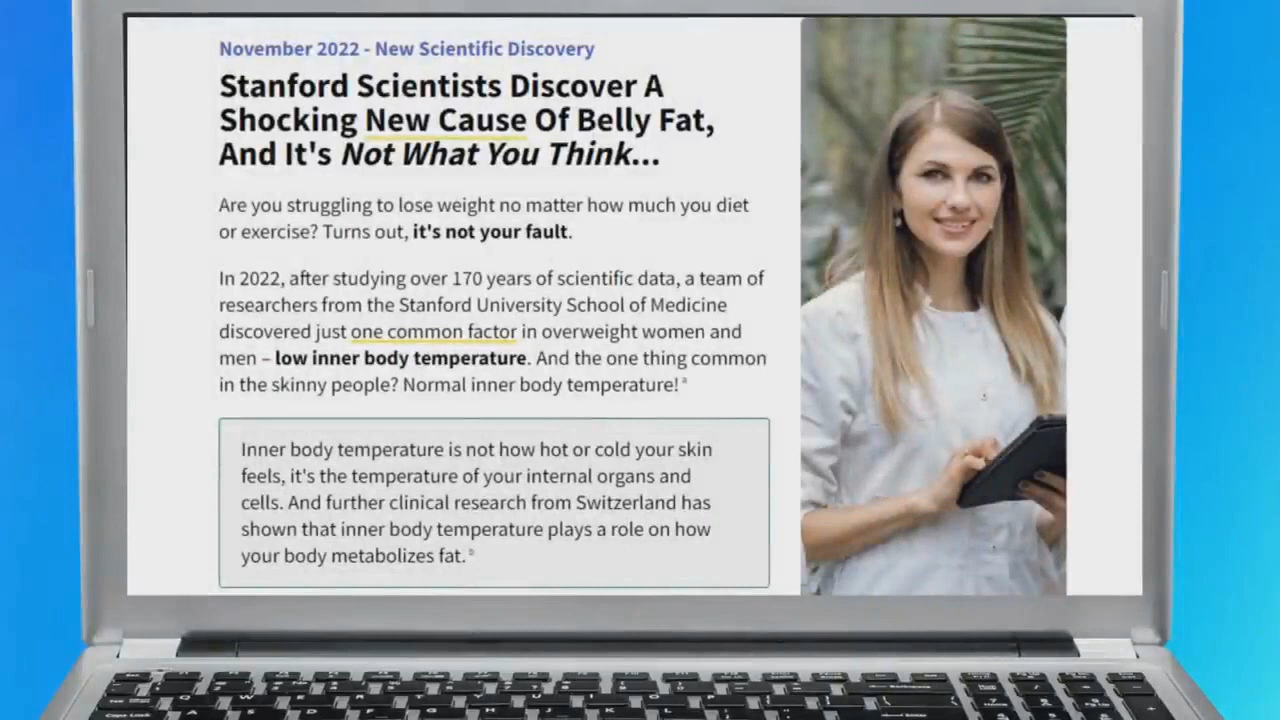 November 2022 - New Scientific Discovery
Stanford Scientists Discover A
Shocking New Cause Of Belly Fat,
And It's Not What You Think...
Are you struggling to lose weight no matter how much you diet
or exercise? Turns out, it's not your fault.
In 2022, after studying over 170 years of scientific data, a team of
researchers from the Stanford University School of Medicine
discovered just one common factor in overweight women and
men – low inner body temperature. And the one thing common
in the skinny people? Normal inner body temperature!
Inner body temperature is not how hot or cold your skin
feels, it's the temperature of your internal organs and
cells. And further clinical research from Switzerland has
shown that inner body temperature plays a role on how
your body metabolizes fat.